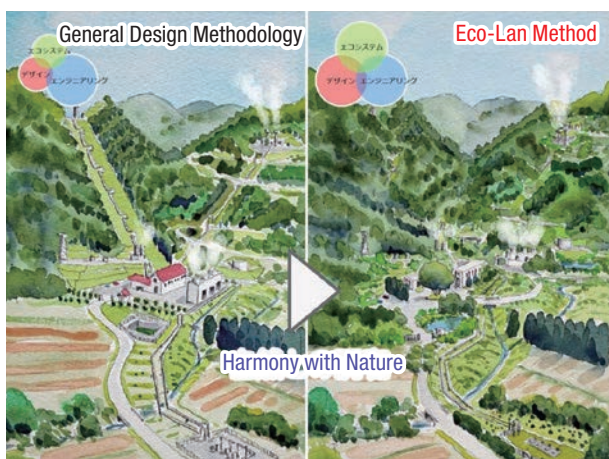 General Design Methodology
エコシステム
デザイン
エンジニアリング
Eco-Lan Method
エコシステム
デザイン
エンジニアリング
Harmony with Nature